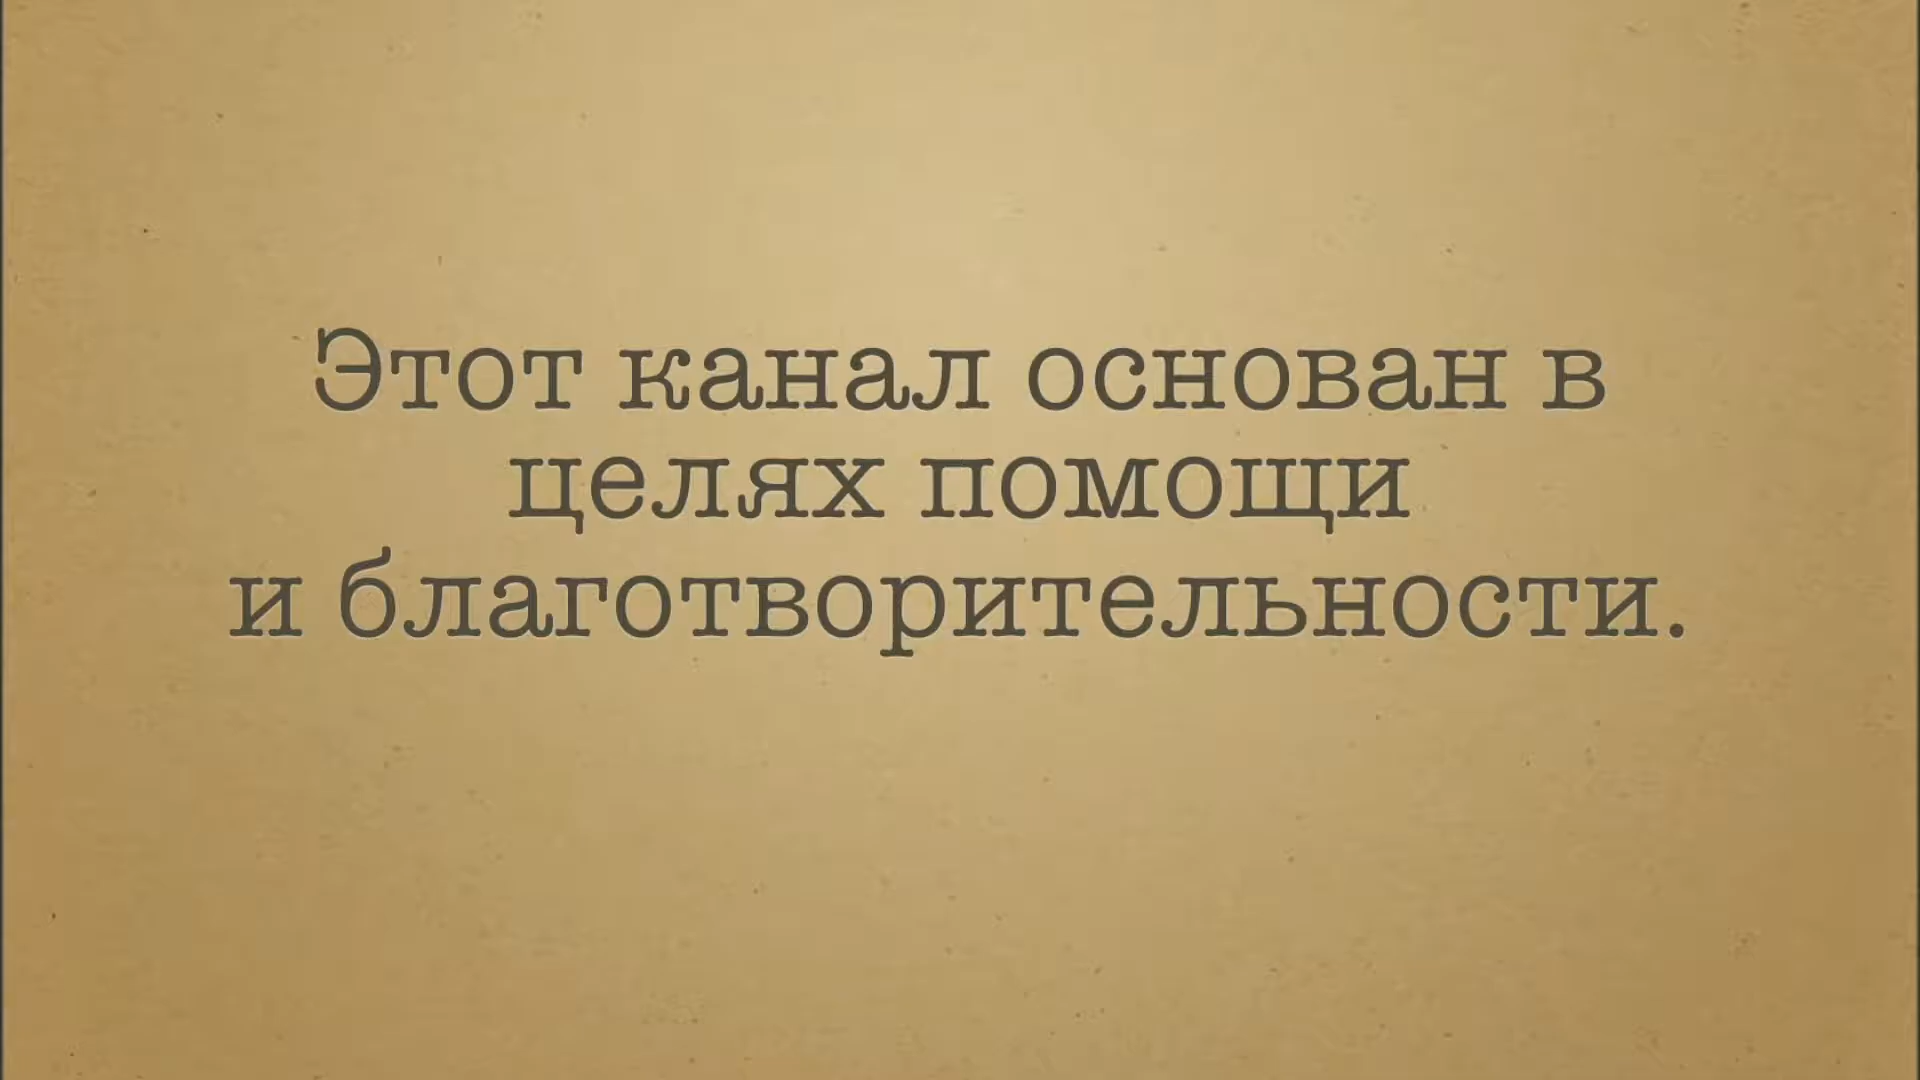 Этот канал основан в
целях помощи
и благотворительности.